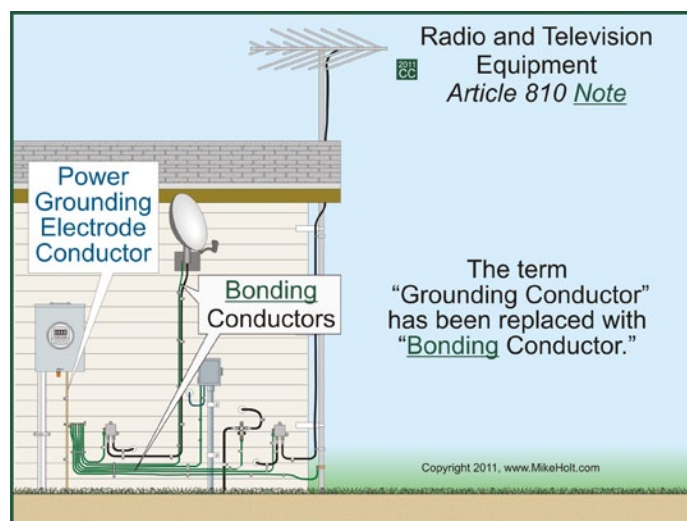 Radio and Television
Equipment
Article 810 Note
2011
CC
Power
Grounding
Electrode
Conductor
Bonding
Conductors
The term
“Grounding Conductor”
has been replaced with
“Bonding Conductor.”
Copyright 2011, www.MikeHolt.com